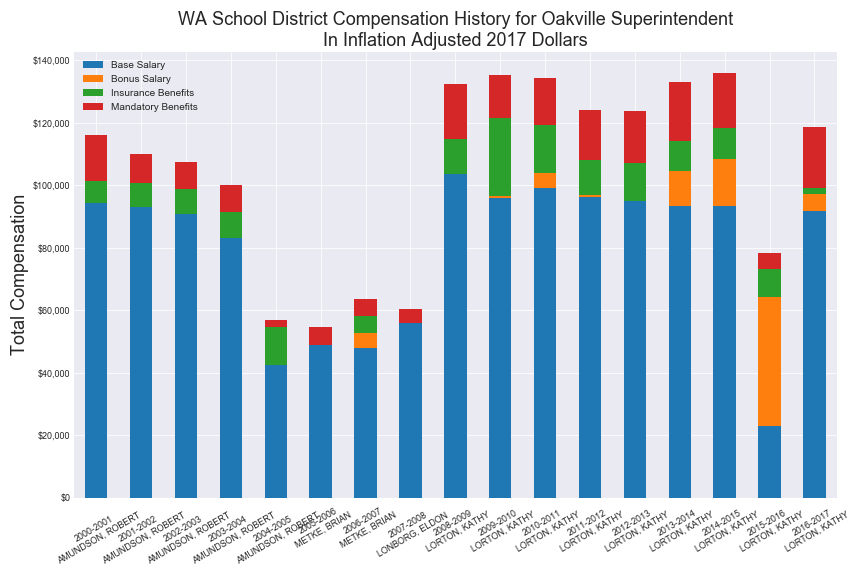 WA School District Compensation History for Oakville Superintendent
In Inflation Adjusted 2017 Dollars
Base Salary
Bonus Salary
Insurance Benefits
Mandatory Benefits
Total Compensation
$140,000
$120,000
$100,000
$80,000
$60,000
$40,000
$20,000
$0
2000-2001
AMUNDSON, ROBERT
2001-2002
AMUNDSON, ROBERT
2002-2003
AMUNDSON, ROBERT
2003-2004
AMUNDSON, ROBERT
2004-2005
AMUNDSON, ROBERT
2005-2006
METKE, BRIAN
2006-2007
METKE, BRIAN
2007-2008
LONBORG, ELDON
2008-2009
LORTON, KATHY
2009-2010
LORTON, KATHY
2010-2011
LORTON, KATHY
2011-2012
LORTON, KATHY
2012-2013
LORTON, KATHY
2013-2014
LORTON, KATHY
2014-2015
LORTON, KATHY
2015-2016
LORTON, KATHY
2016-2017
LORTON, KATHY